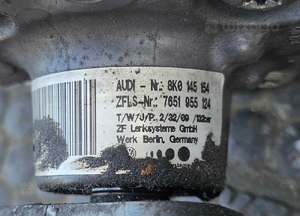 AUDI - Nr.: 8K0 145 154
ZFLS-Nr.: 7651 955 124
T/W/J/P.: 2/32/09 /122bar
ZF Lenksysteme GmbH
Werk Berlin, Germany